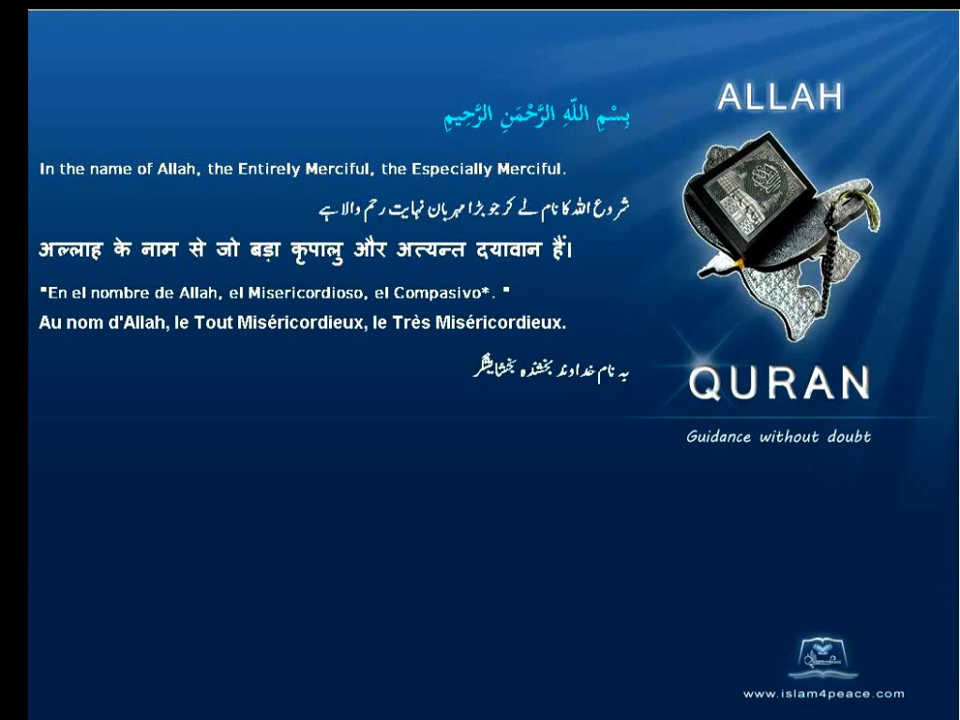 بِسْمِ اللّهِ الرَّحْمَنِ الرَّحِيمِ
In the name of Allah, the Entirely Merciful, the Especially Merciful.
شروع الله کا نام لے کر جو بڑا مہربان نہایت رحم والا ہے
अल्लाह के नाम से जो बड़ा कृपालु और अत्यन्त दयावान हैं।
"En el nombre de Allah, el Misericordioso, el Compasivo*. "
Au nom d'Allah, le Tout Miséricordieux, le Très Miséricordieux.
به نام خداوند بخشنده بخشایشگر
ALLAH
QURAN
Guidance without doubt
www.islam4peace.com